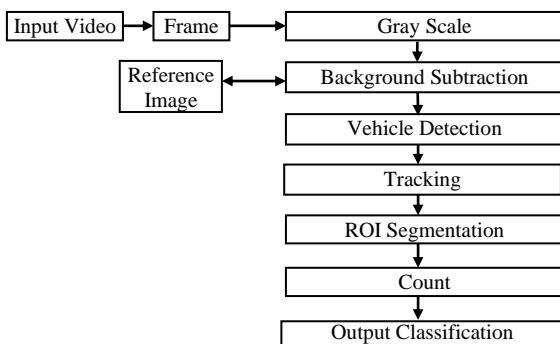 Input Video
Frame
Gray Scale
Reference
Image
Background Subtraction
Vehicle Detection
Tracking
ROI Segmentation
Count
Output Classification